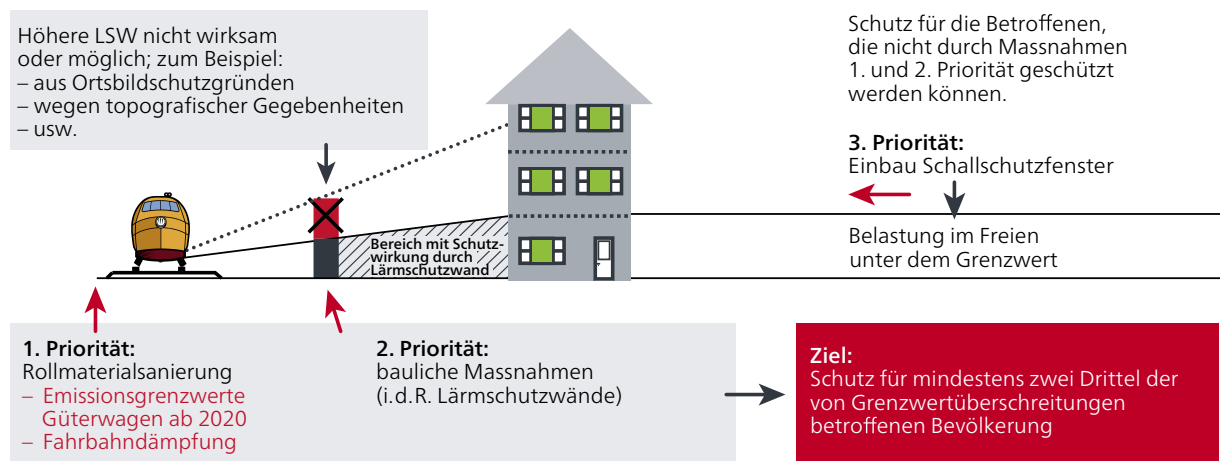 Höhere LSW nicht wirksam
oder möglich; zum Beispiel:
– aus Ortsbildschutzgründen
– wegen topografischer Gegebenheiten
– usw.
Schutz für die Betroffenen,
die nicht durch Massnahmen
1. und 2. Priorität geschützt
werden können.
3. Priorität:
Einbau Schallschutzfenster
Bereich mit Schutz-
wirkung durch
Lärmschutzwand
Belastung im Freien
unter dem Grenzwert
1. Priorität:
Rollmaterialsanierung
– Emissionsgrenzwerte
Güterwagen ab 2020
– Fahrbahndämpfung
2. Priorität:
bauliche Massnahmen
(i.d.R. Lärmschutzwände)
Ziel:
Schutz für mindestens zwei Drittel der
von Grenzwertüberschreitungen
betroffenen Bevölkerung